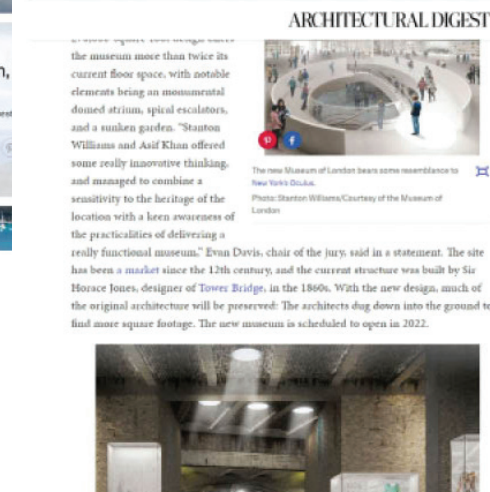 ARCHITECTURAL DIGEST
the museum more than twice its
current floor space, with notable
elements being an monumental
domed atrium, spiral escalators,
and a sunken garden. "Stanton
Williams and Asif Khan offered
some really innovative thinking,
and managed to combine a
sensitivity to the heritage of the
location with a keen awareness of
the practicalities of delivering a
really functional museum," Evan Davis, chair of the jury, said in a statement. The site
has been a market since the 12th century, and the current structure was built by Sir
Horace Jones, designer of Tower Bridge, in the 1860s. With the new design, much of
the original architecture will be preserved: The architects dug down into the ground to
find more square footage. The new museum is scheduled to open in 2022.
The new Museum of London bears some resemblance to
New York's Oculus.
Photo: Stanton Williams/Courtesy of the Museum of
London